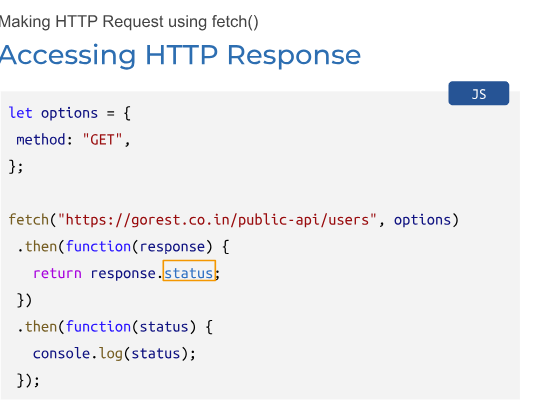 Making HTTP Request using fetch()
Accessing HTTP Response
JS
let options = {
 method: "GET",
};

fetch("https://gorest.co.in/public-api/users", options)
 .then(function(response) {
   return response.status;
 })
 .then(function(status) {
   console.log(status);
 });